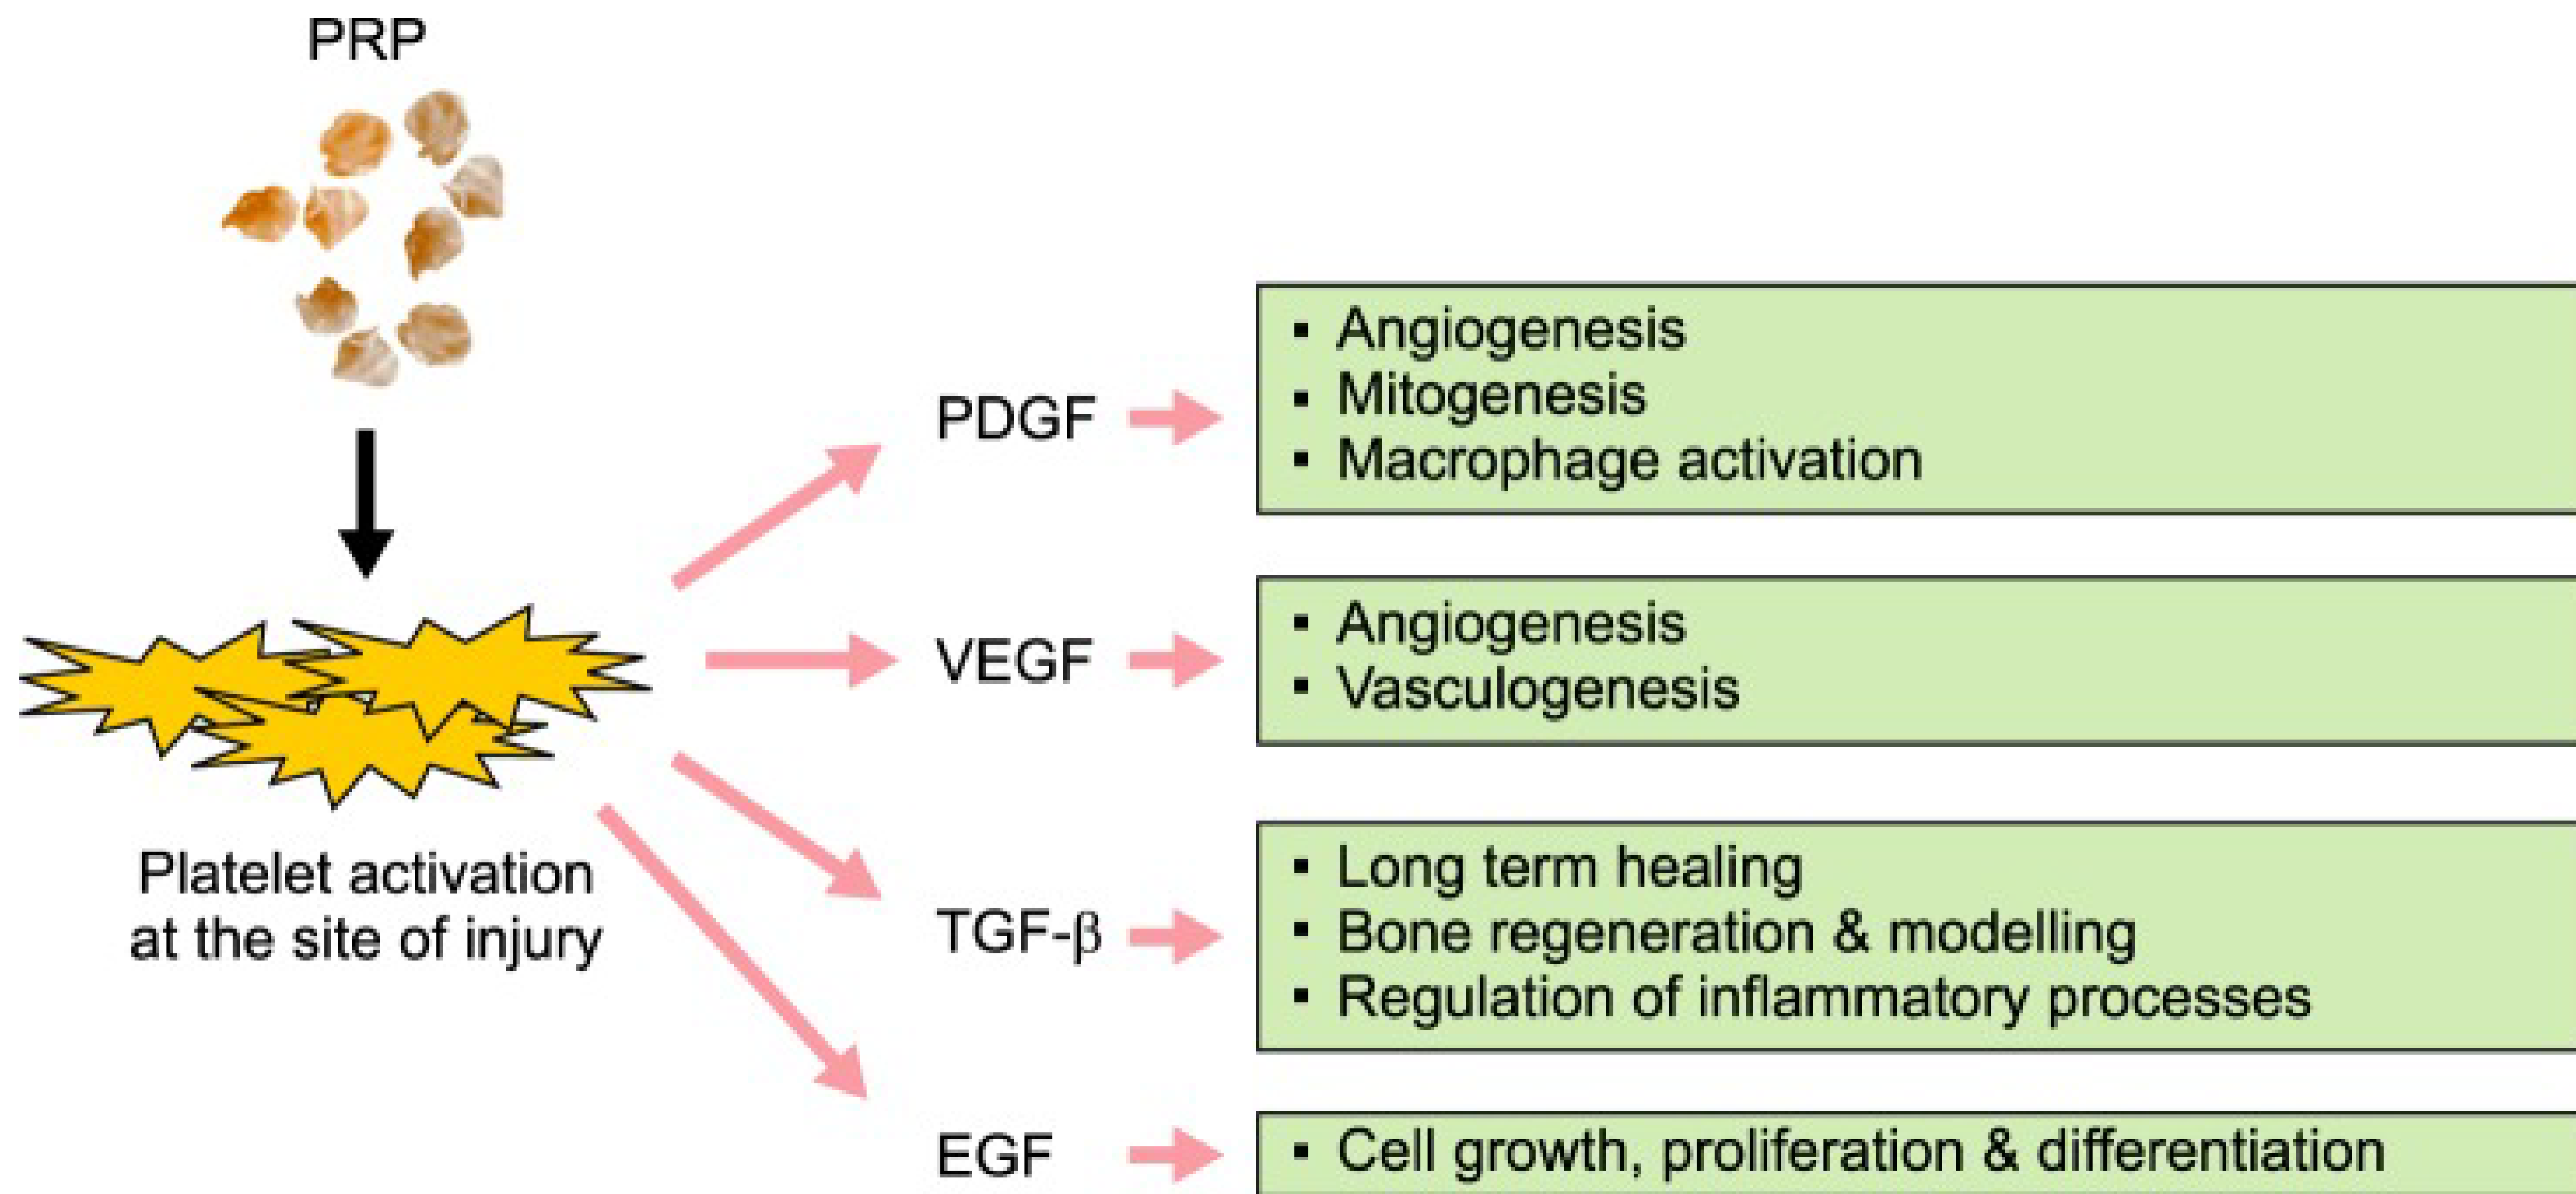 PRP
Platelet activation
at the site of injury
PDGF
▪ Angiogenesis
▪ Mitogenesis
▪ Macrophage activation
VEGF
▪ Angiogenesis
▪ Vasculogenesis
TGF-β
▪ Long term healing
▪ Bone regeneration & modelling
▪ Regulation of inflammatory processes
EGF
▪ Cell growth, proliferation & differentiation